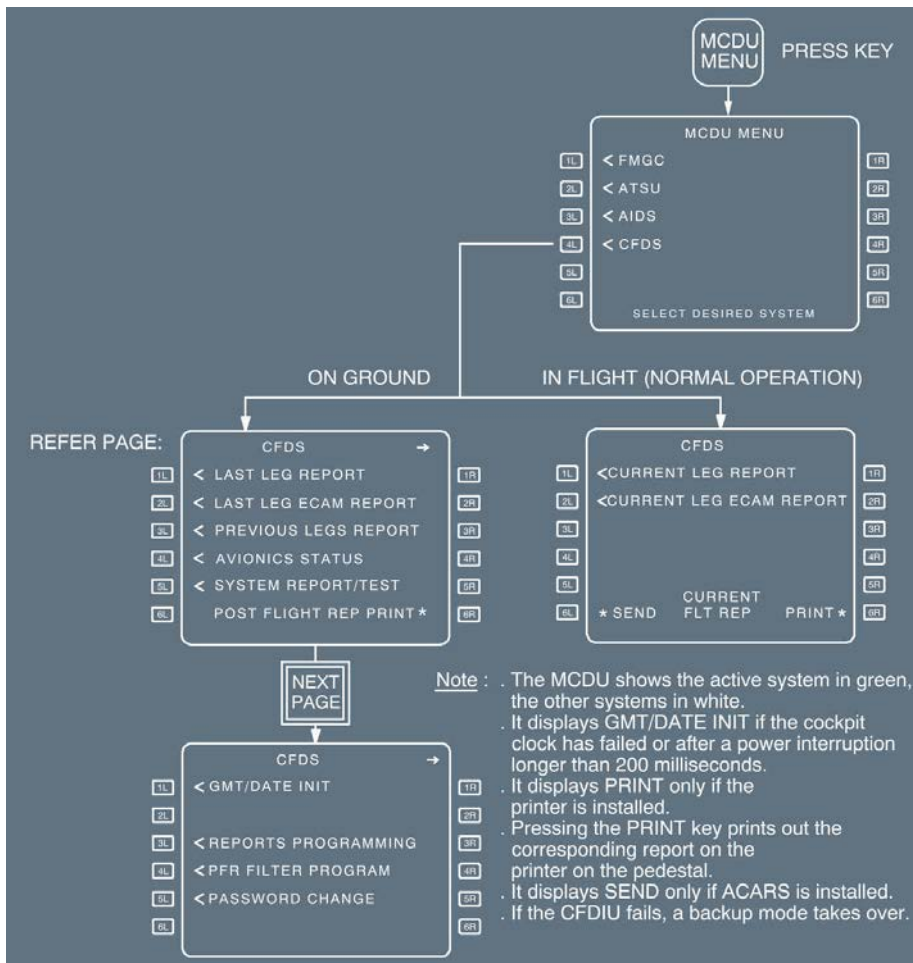 MCDU
MENU
PRESS KEY
MCDU MENU
1L < FMGC 1R
2L < ATSU 2R
3L < AIDS 3R
4L < CFDS 4R
5L 5R
6L 6R
SELECT DESIRED SYSTEM
ON GROUND
IN FLIGHT (NORMAL OPERATION)
REFER PAGE:
CFDS →
1L < LAST LEG REPORT 1R
2L < LAST LEG ECAM REPORT 2R
3L < PREVIOUS LEGS REPORT 3R
4L < AVIONICS STATUS 4R
5L < SYSTEM REPORT/TEST 5R
6L POST FLIGHT REP PRINT * 6R
CFDS
1L <CURRENT LEG REPORT 1R
2L <CURRENT LEG ECAM REPORT 2R
3L 3R
4L 4R
5L 5R
CURRENT
6L * SEND FLT REP PRINT * 6R
NEXT
PAGE
CFDS →
1L < GMT/DATE INIT 1R
2L 2R
3L < REPORTS PROGRAMMING 3R
4L < PFR FILTER PROGRAM 4R
5L < PASSWORD CHANGE 5R
6L 6R
Note : . The MCDU shows the active system in green,
the other systems in white.
. It displays GMT/DATE INIT if the cockpit
clock has failed or after a power interruption
longer than 200 milliseconds.
. It displays PRINT only if the
printer is installed.
. Pressing the PRINT key prints out the
corresponding report on the
printer on the pedestal.
. It displays SEND only if ACARS is installed.
. If the CFDIU fails, a backup mode takes over.